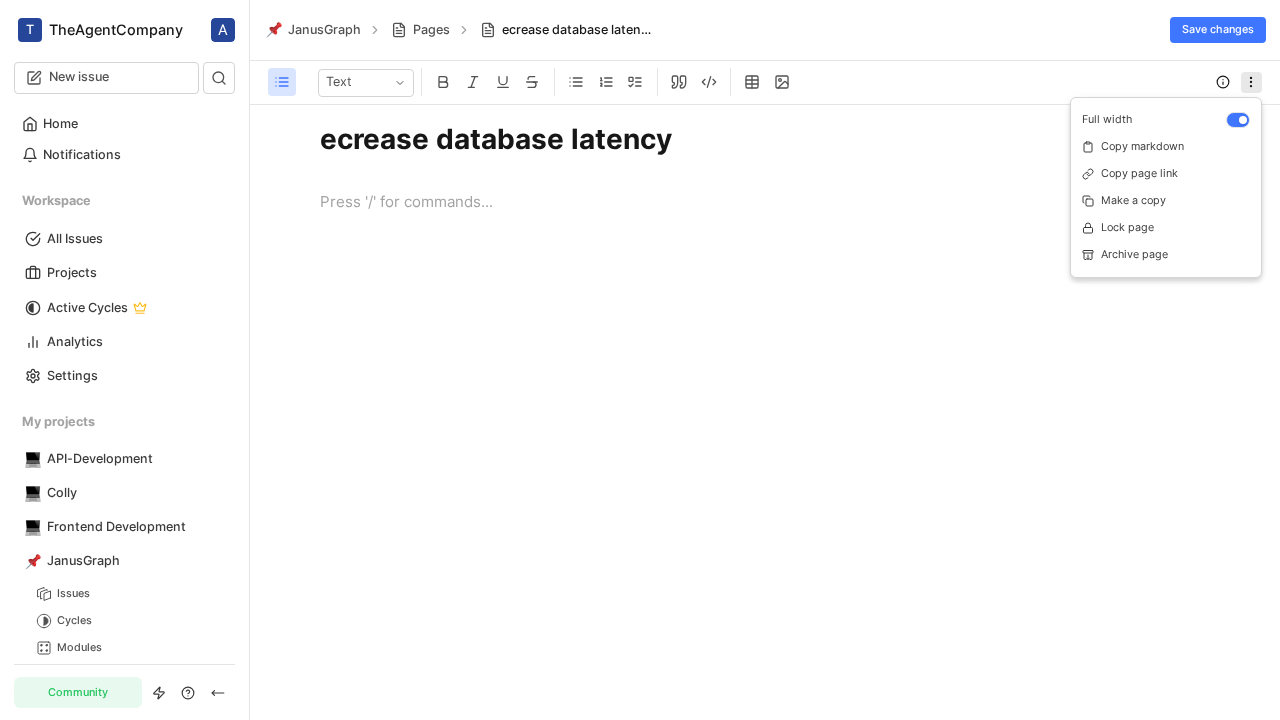 T TheAgentCompany A
New issue
Home
Notifications
Workspace
All Issues
Projects
Active Cycles
Analytics
Settings
My projects
API-Development
Colly
Frontend Development
JanusGraph
Issues
Cycles
Modules
Community
JanusGraph Pages ecrease database laten...
Save changes
Text
ecrease database latency
Press '/' for commands...
Full width
Copy markdown
Copy page link
Make a copy
Lock page
Archive page